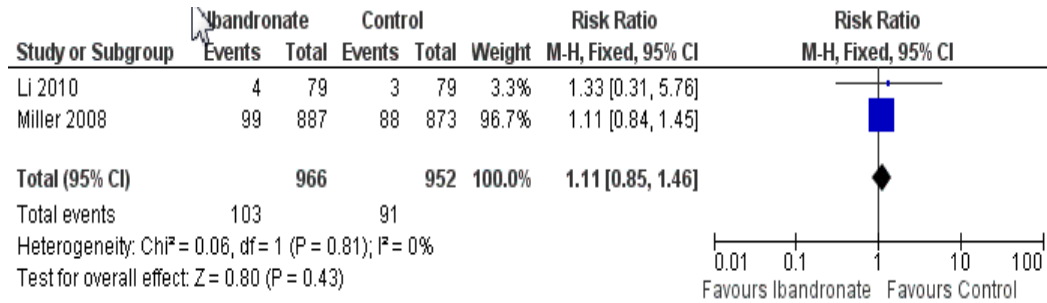 Ibandronate Control Risk Ratio Risk Ratio
Study or Subgroup Events Total Events Total Weight M-H, Fixed, 95% CI M-H, Fixed, 95% CI
Li 2010 4 79 3 79 3.3% 1.33 [0.31, 5.76]
Miller 2008 99 887 88 873 96.7% 1.11 [0.84, 1.45]
Total (95% CI) 966 952 100.0% 1.11 [0.85, 1.46]
Total events 103 91
Heterogeneity: Chi² = 0.06, df = 1 (P = 0.81); I² = 0%
Test for overall effect: Z = 0.80 (P = 0.43)
0.01 0.1 1 10 100
Favours Ibandronate Favours Control